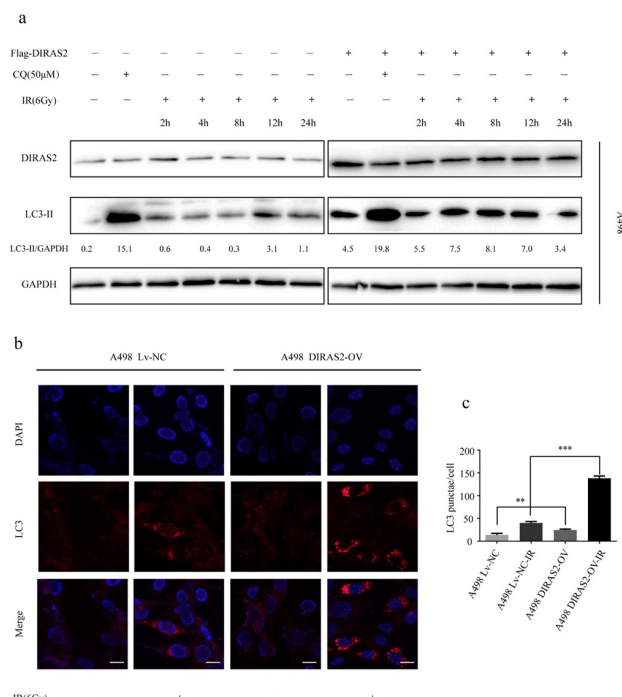 a
Flag-DIRAS2 – – – – – – – + + + + + + +
CQ(50μM) – + +
IR(6Gy) – – + + + + + – – + + + + +
2h 4h 8h 12h 24h 2h 4h 8h 12h 24h
DIRAS2
LC3-II
LC3-II/GAPDH 0.2 15.1 0.6 0.4 0.3 3.1 1.1 4.5 19.8 5.5 7.5 8.1 7.0 3.4
GAPDH
A498
b
A498 Lv-NC A498 DIRAS2-OV
DAPI
LC3
Merge
c
LC3 punctae/cell
200
150
100
50
0
** ***
A498 Lv-NC
A498 Lv-NC-IR
A498 DIRAS2-OV
A498 DIRAS2-OV-IR